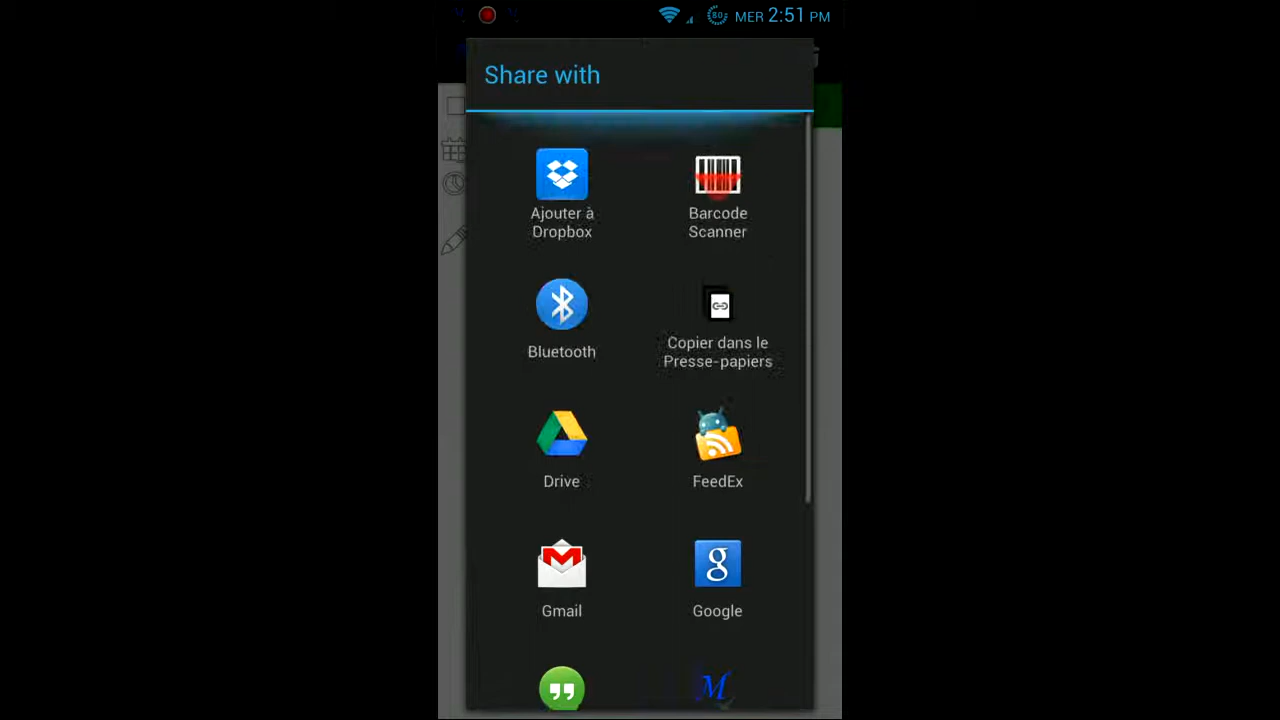 80 MER 2:51 PM
Share with
Ajouter à
Dropbox
Barcode
Scanner
Bluetooth
Copier dans le
Presse-papiers
Drive
FeedEx
Gmail
g
Google
M